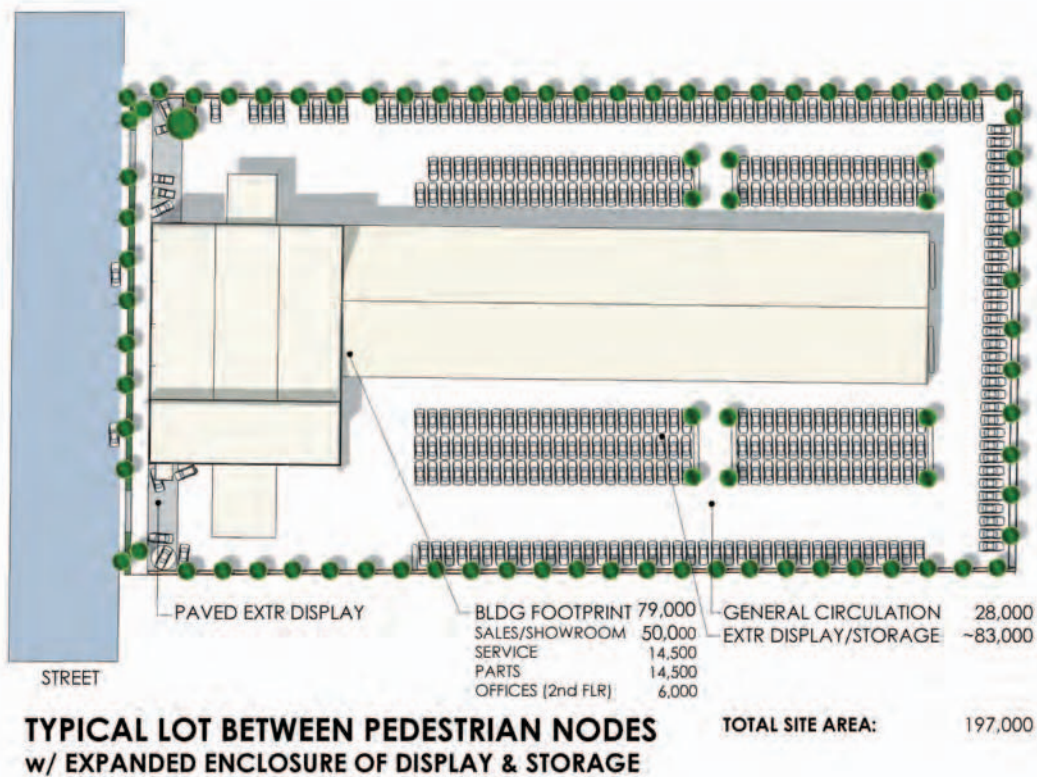 PAVED EXTR DISPLAY
BLDG FOOTPRINT 79,000
SALES/SHOWROOM 50,000
SERVICE 14,500
PARTS 14,500
OFFICES (2nd FLR) 6,000
GENERAL CIRCULATION 28,000
EXTR DISPLAY/STORAGE ~83,000
STREET
TYPICAL LOT BETWEEN PEDESTRIAN NODES
w/ EXPANDED ENCLOSURE OF DISPLAY & STORAGE
TOTAL SITE AREA: 197,000